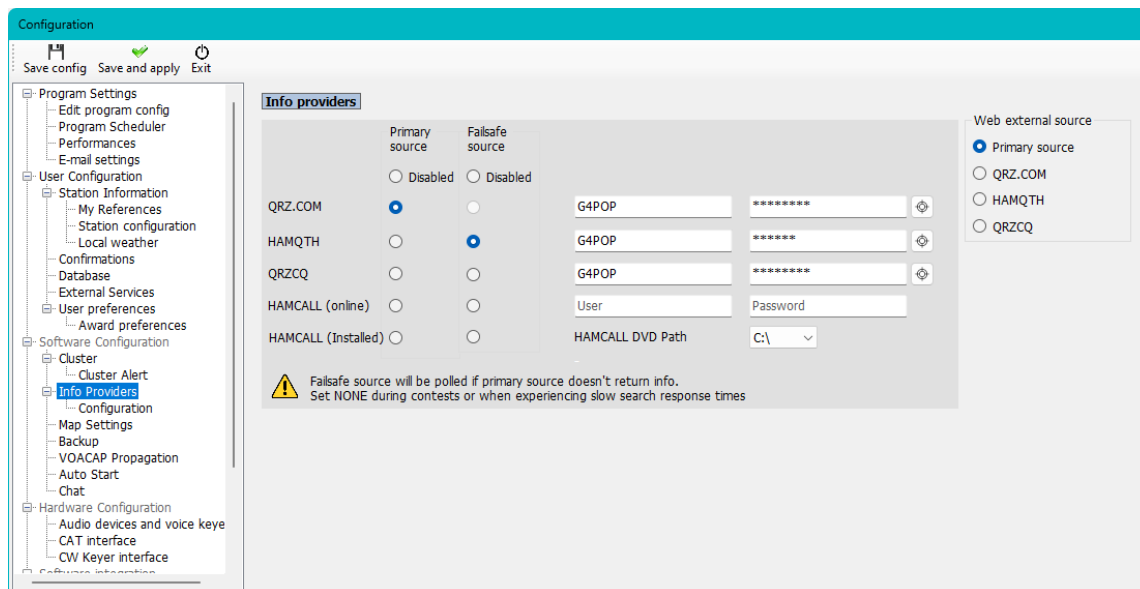 Configuration
Save config Save and apply Exit
Program Settings
Edit program config
Program Scheduler
Performances
E-mail settings
User Configuration
Station Information
My References
Station configuration
Local weather
Confirmations
Database
External Services
User preferences
Award preferences
Software Configuration
Cluster
Cluster Alert
Info Providers
Configuration
Map Settings
Backup
VOACAP Propagation
Auto Start
Chat
Hardware Configuration
Audio devices and voice keye
CAT interface
CW Keyer interface
Software integration
Info providers
Primary source Failsafe source
Disabled Disabled
QRZ.COM G4POP ********
HAMQTH G4POP ******
QRZCQ G4POP ********
HAMCALL (online) User Password
HAMCALL (Installed) HAMCALL DVD Path C:\
Failsafe source will be polled if primary source doesn't return info.
Set NONE during contests or when experiencing slow search response times
Web external source
Primary source
QRZ.COM
HAMQTH
QRZCQ